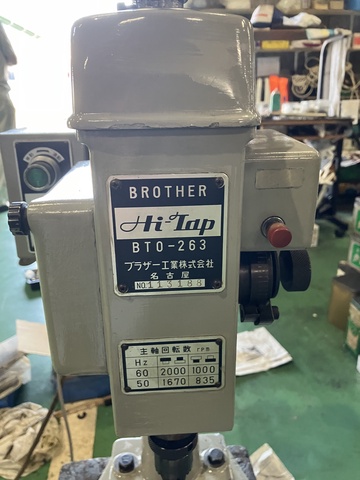 BROTHER
Hi-Tap
BTO-263
ブラザー工業株式会社
名古屋
NO.113188
主軸回転数 rpm
Hz
60 2000 1000
50 1670 835